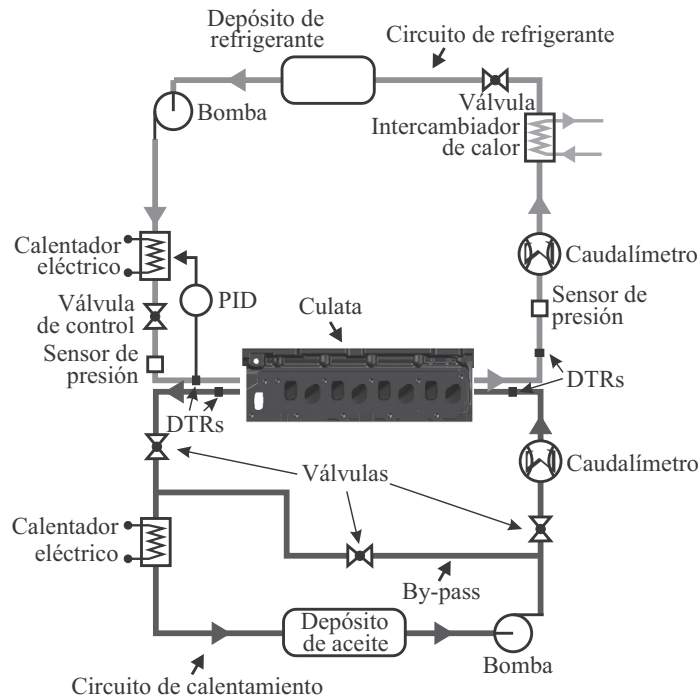 Depósito de
refrigerante
Circuito de refrigerante
Bomba
Válvula
Intercambiador
de calor
Calentador
eléctrico
Caudalímetro
PID
Válvula
de control
Culata
Sensor de
presión
Sensor de
presión
DTRs
DTRs
Válvulas
Caudalímetro
Calentador
eléctrico
By-pass
Depósito
de aceite
Bomba
Circuito de calentamiento